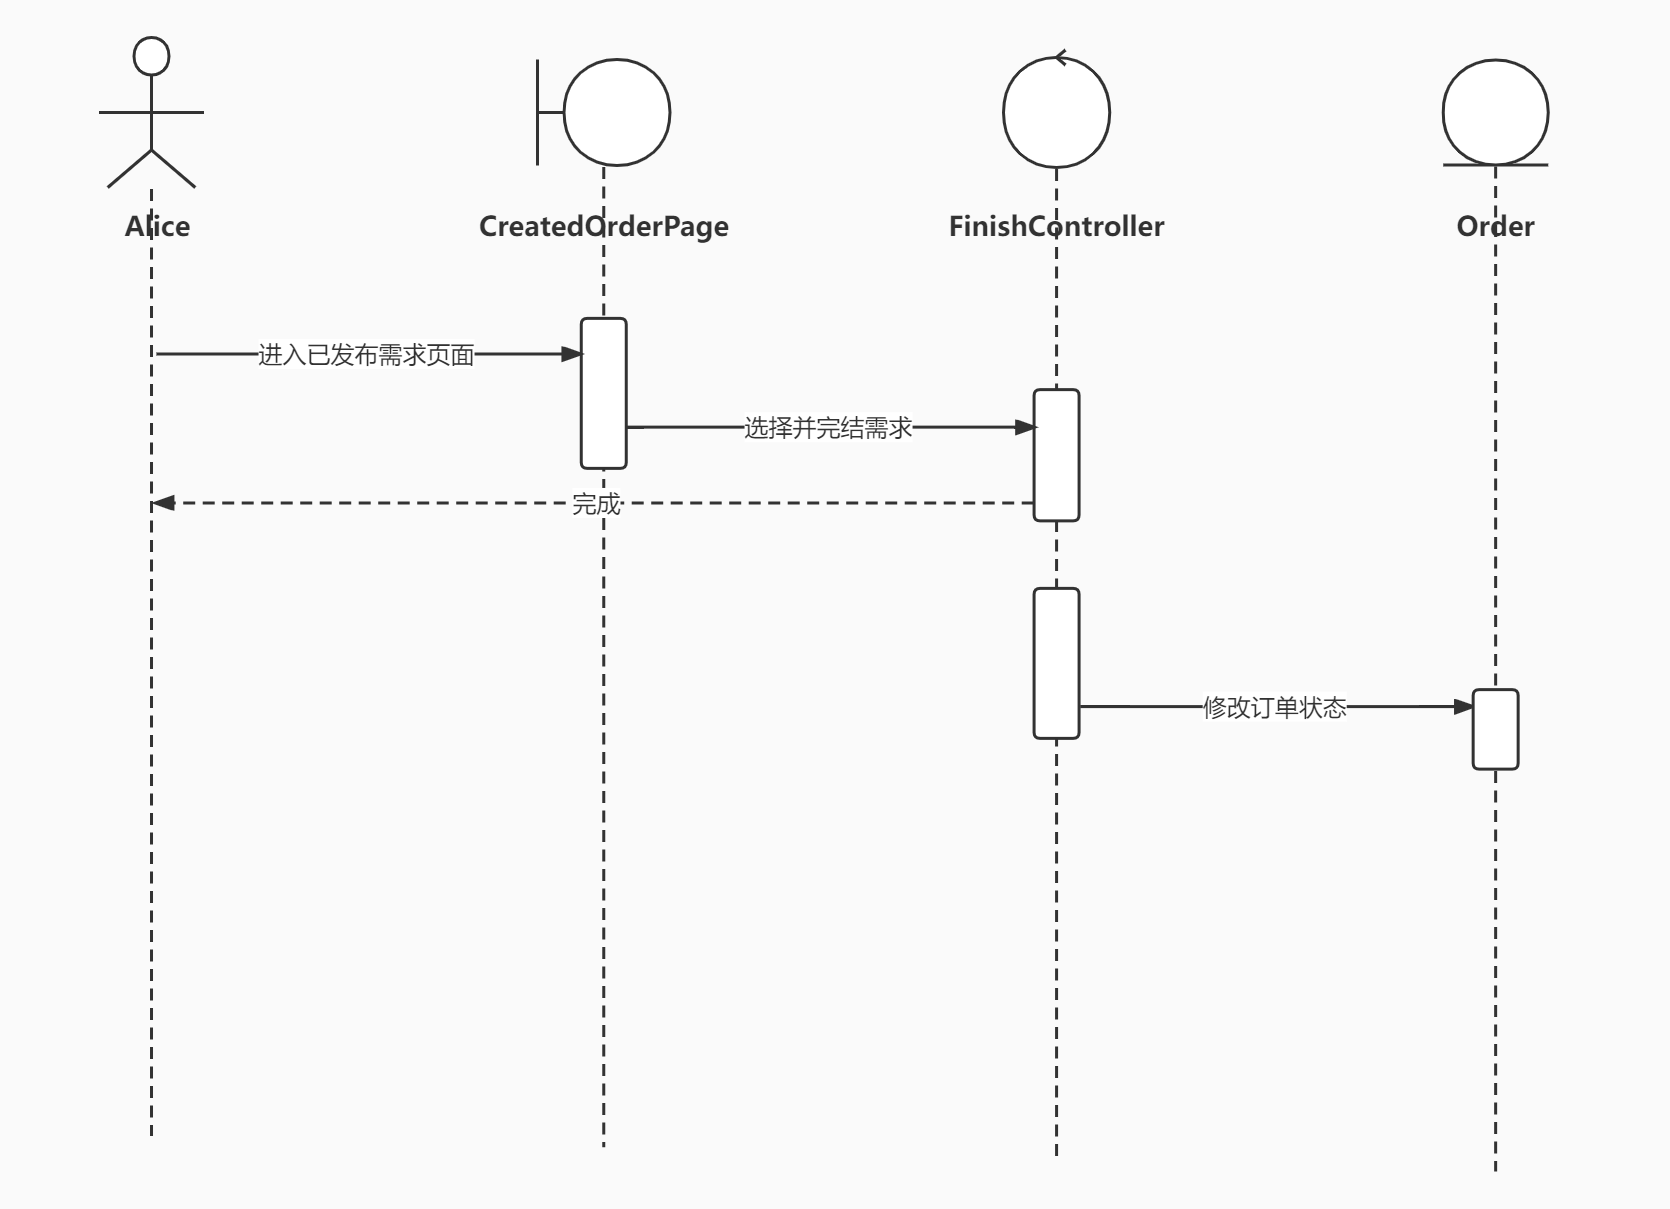 Alice
CreatedOrderPage
FinishController
Order
进入已发布需求页面
选择并完结需求
完成
修改订单状态